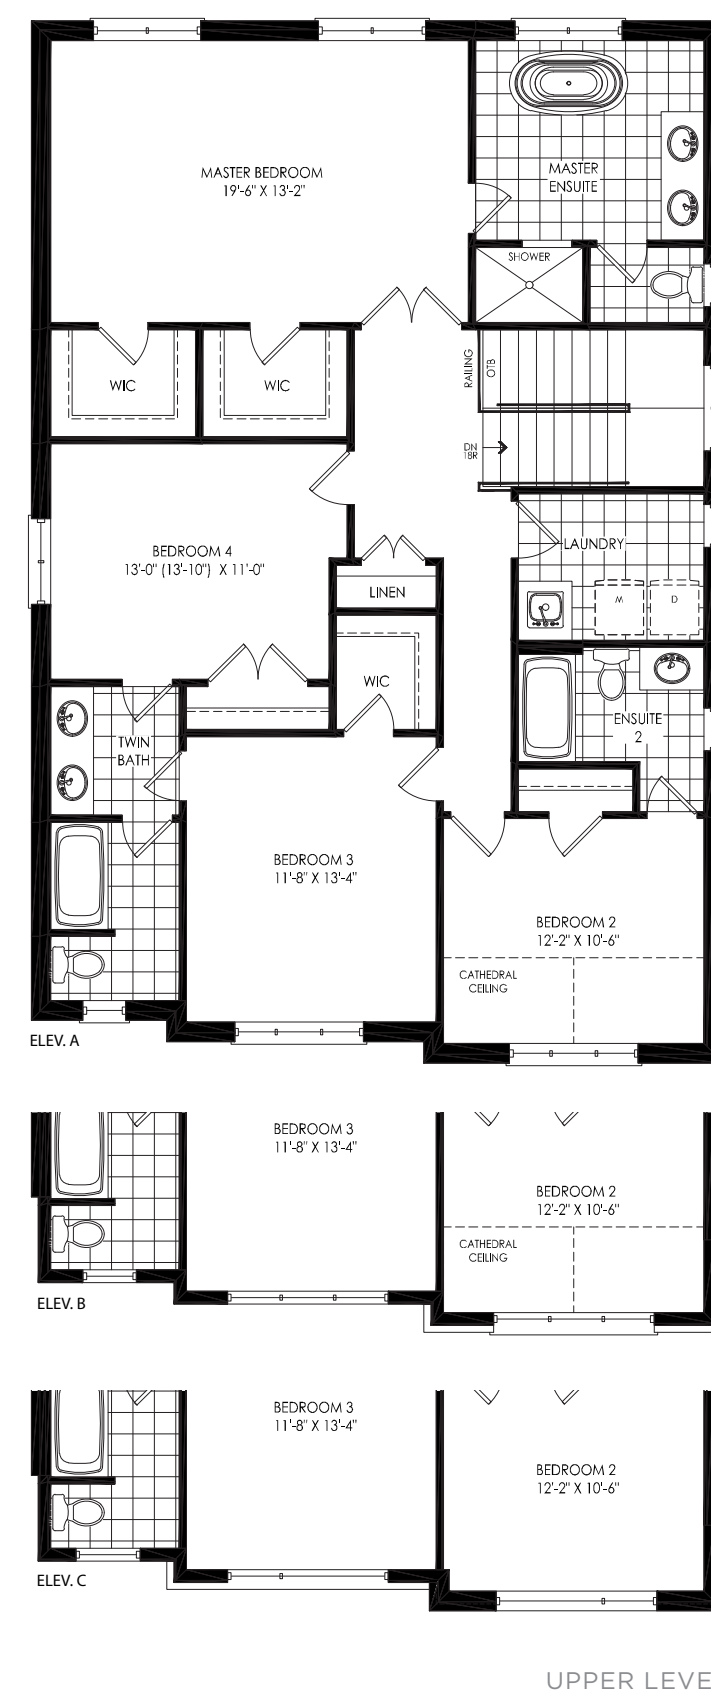 MASTER BEDROOM
19'-6" X 13'-2"
MASTER
ENSUITE
SHOWER
WIC
WIC
RAILING
OTB
DN
18R
BEDROOM 4
13'-0" (13'-10") X 11'-0"
LAUNDRY
LINEN
M
D
WIC
TWIN
BATH
ENSUITE
2
BEDROOM 3
11'-8" X 13'-4"
BEDROOM 2
12'-2" X 10'-6"
CATHEDRAL
CEILING
ELEV. A
BEDROOM 3
11'-8" X 13'-4"
BEDROOM 2
12'-2" X 10'-6"
CATHEDRAL
CEILING
ELEV. B
BEDROOM 3
11'-8" X 13'-4"
BEDROOM 2
12'-2" X 10'-6"
ELEV. C
UPPER LEVE